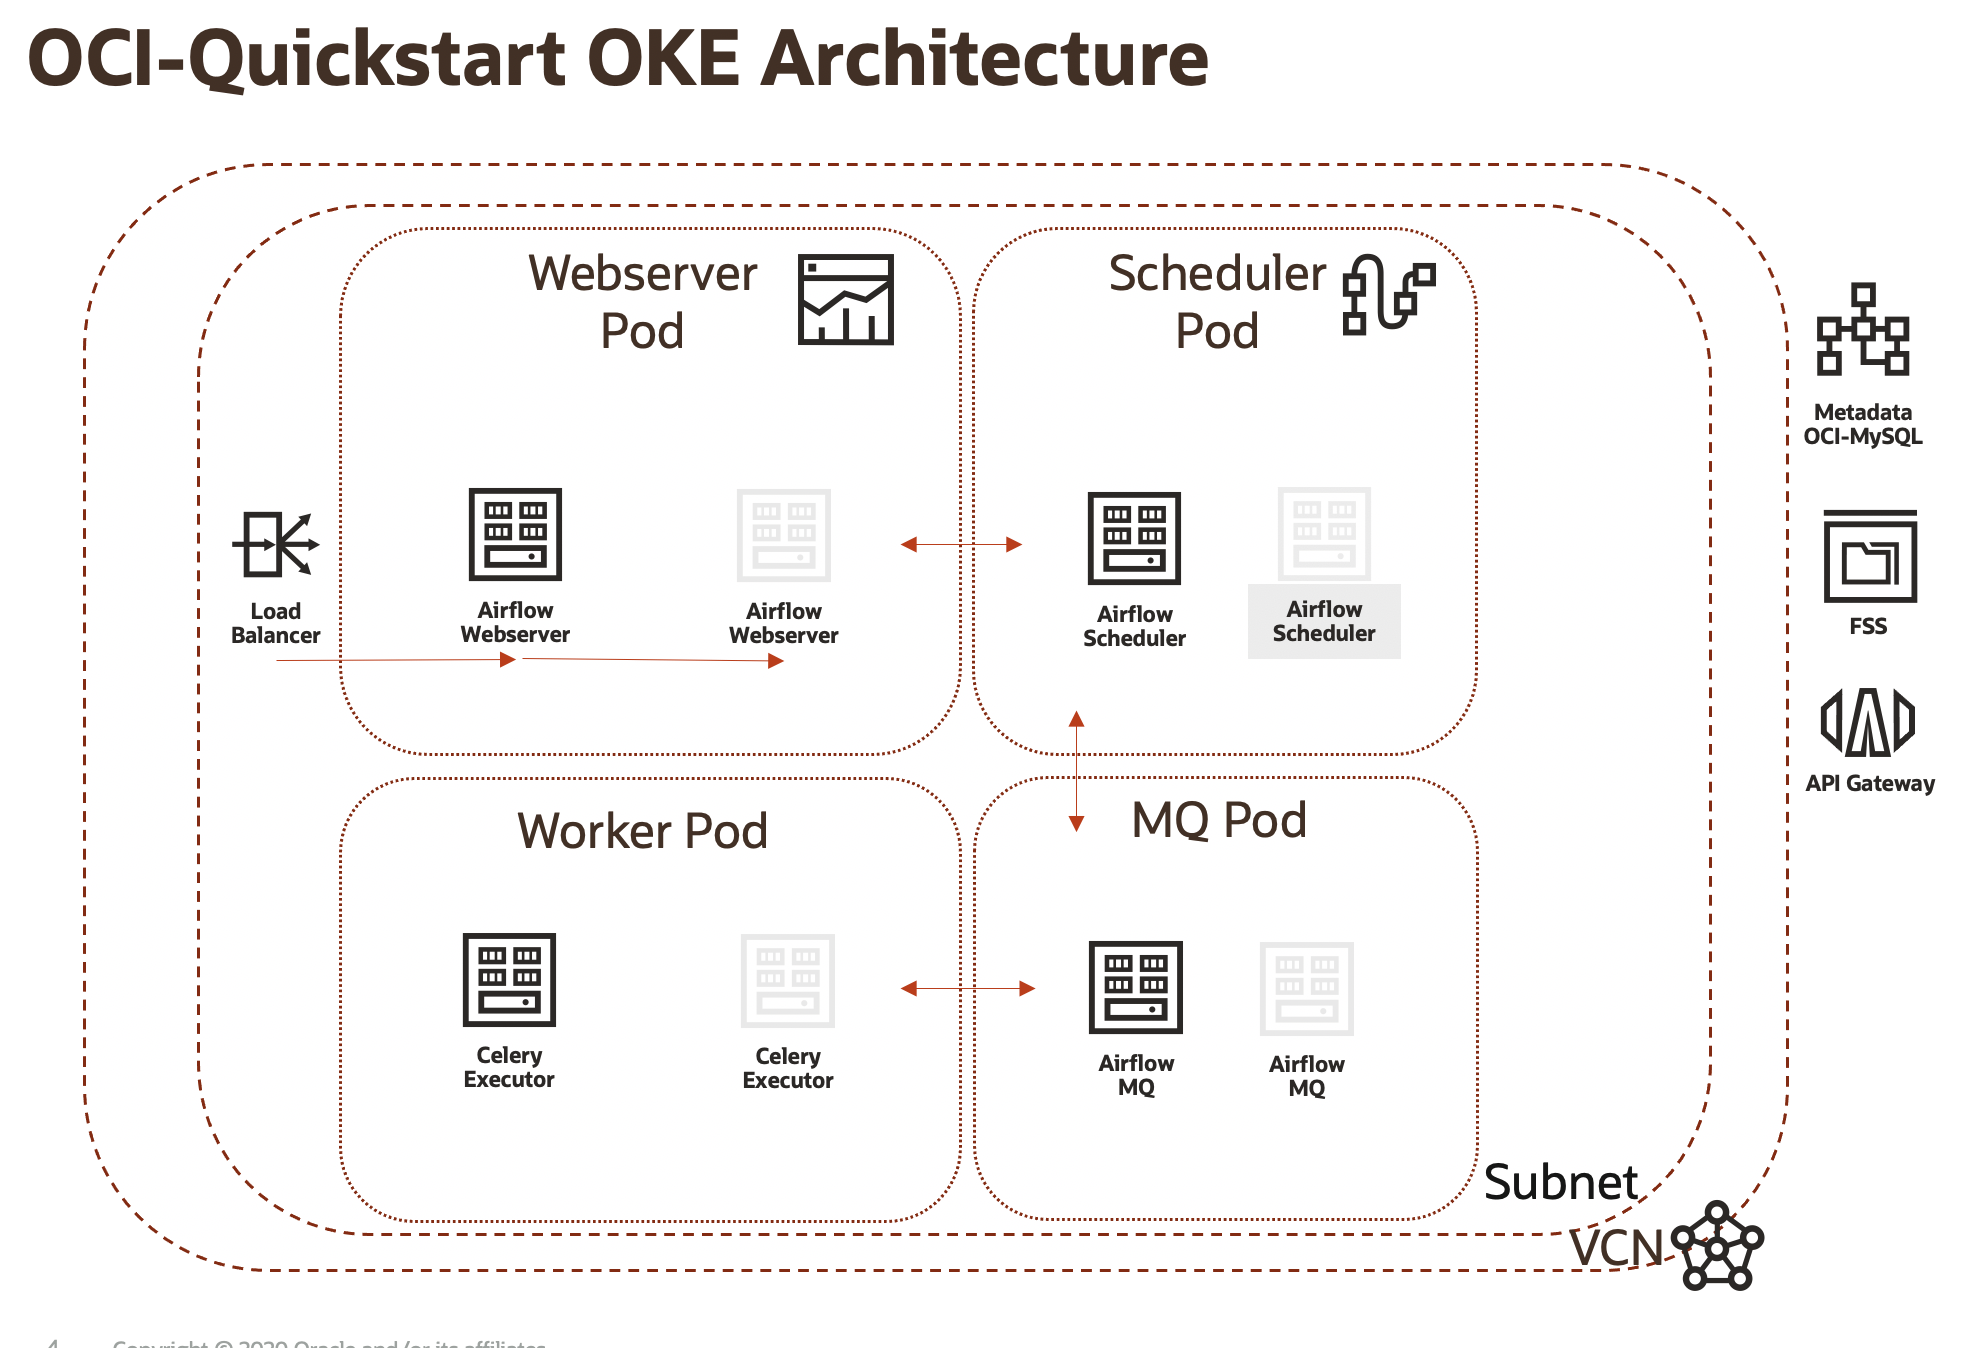 OCI-Quickstart OKE Architecture
Webserver
Pod
Scheduler
Pod
Metadata
OCI-MySQL
Load
Balancer
Airflow
Webserver
Airflow
Webserver
Airflow
Scheduler
Airflow
Scheduler
FSS
API Gateway
Worker Pod
MQ Pod
Celery
Executor
Celery
Executor
Airflow
MQ
Airflow
MQ
Subnet
VCN
4 Copyright © 2020 Oracle and/or its affiliates